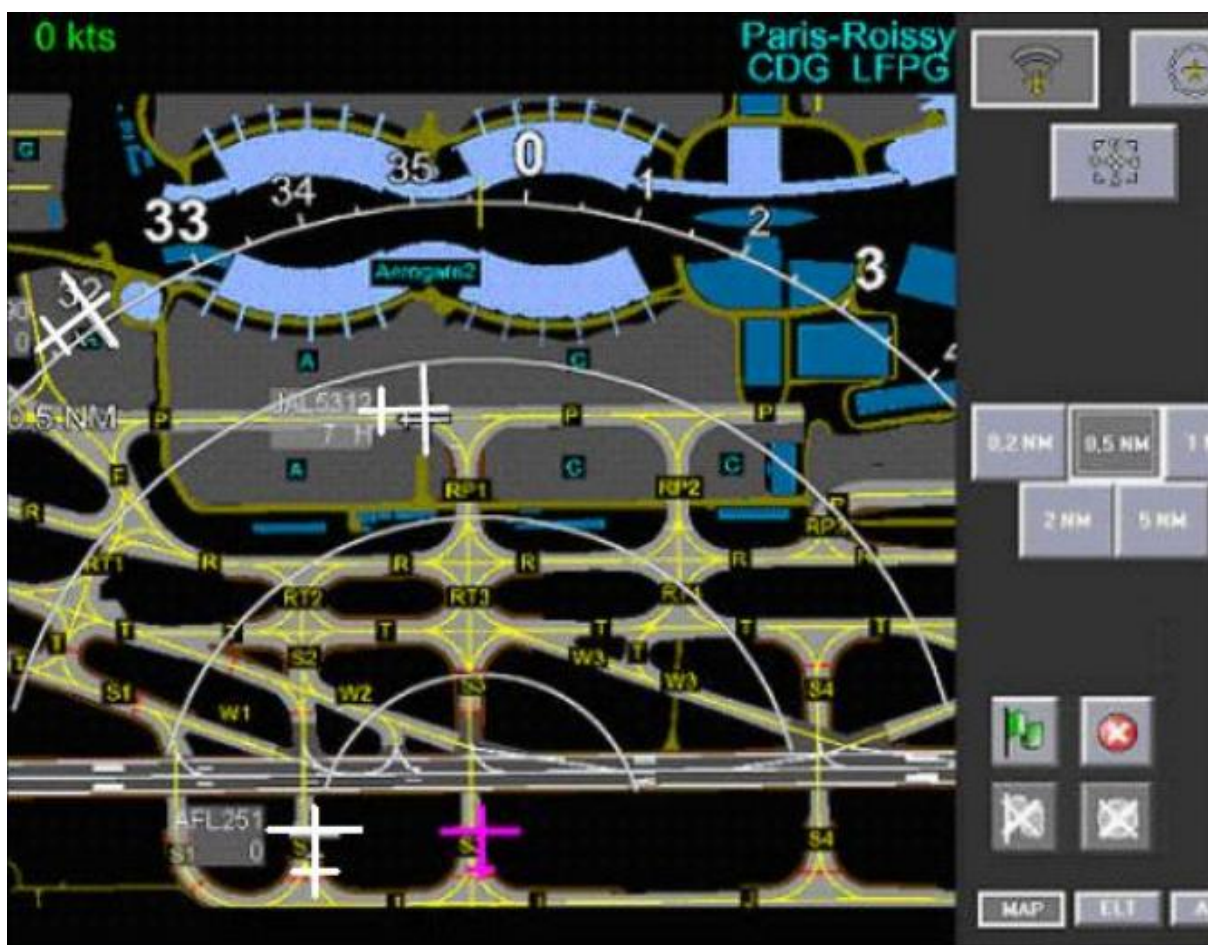 0 kts
Paris-Roissy
CDG LFPG
G
33
34
35
0
1
2
3
32
Aerogare2
A
C
0.5 NM
JAL5312
7 H
P
P
P
A
C
C
F
RP1
RP2
R
R
R
R
R
R
RT1
RT2
RT3
T
T
T
T
T
T
T
S2
W3
W3
T
S1
W1
W2
S3
S4
AFL251
0
S1
S4
0,2 NM
0,5 NM
2 NM
5 NM
MAP
ELT